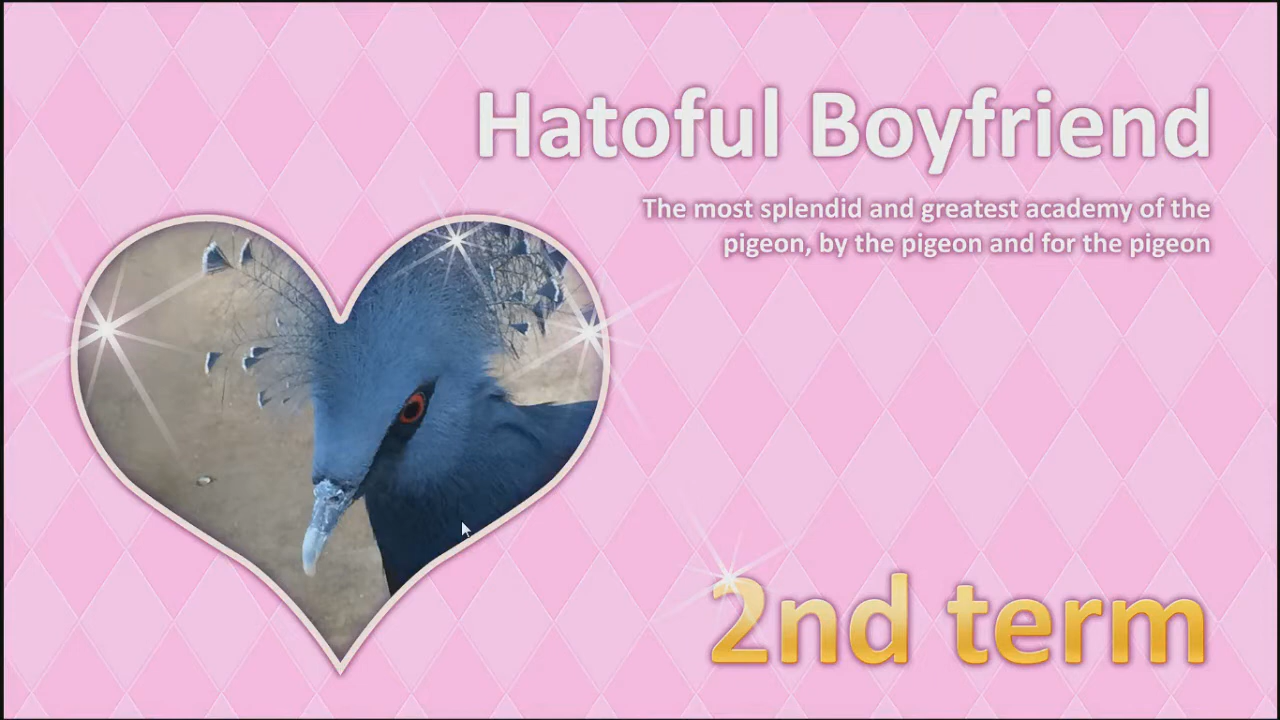 Hatoful Boyfriend
The most splendid and greatest academy of the
pigeon, by the pigeon and for the pigeon
2nd term